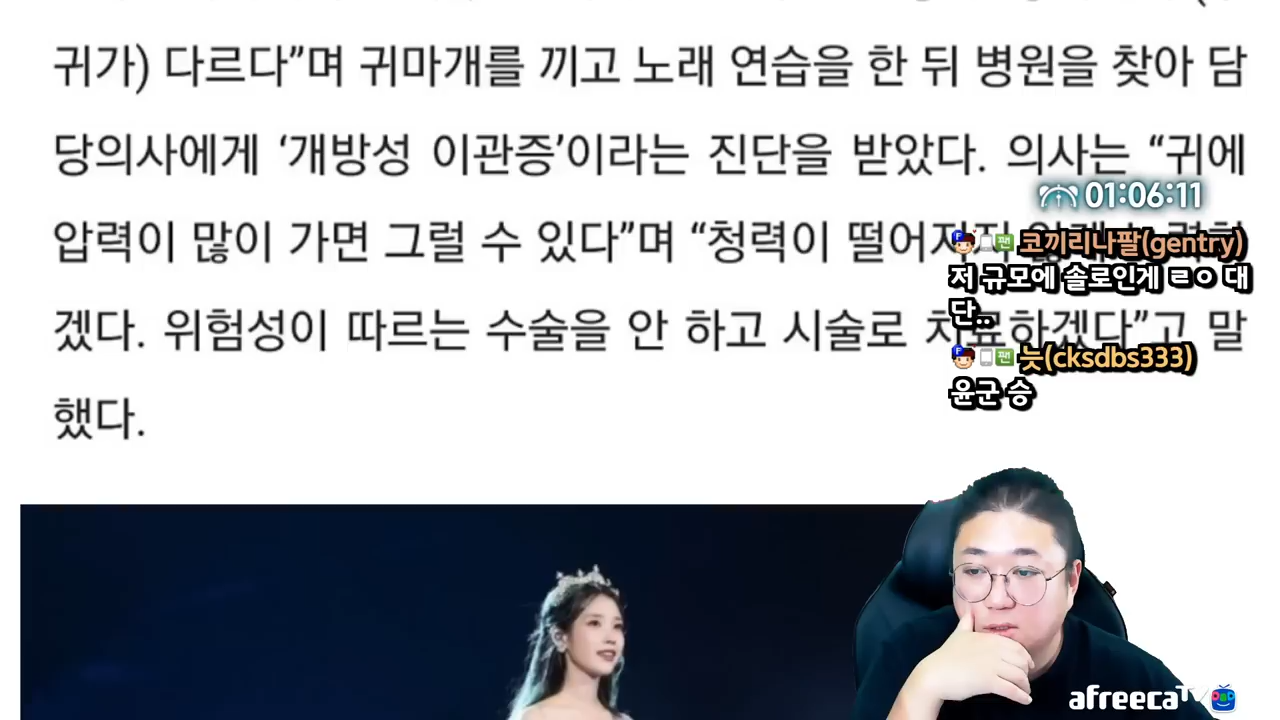 귀가) 다르다”며 귀마개를 끼고 노래 연습을 한 뒤 병원을 찾아 담
당의사에게 ‘개방성 이관증’이라는 진단을 받았다. 의사는 “귀에
01:06:11
압력이 많이 가면 그럴 수 있다”며 “청력이 떨어지지
코끼리나팔(gentry)
저 규모에 솔로인게 ㄹㅇ 대
단..
겠다. 위험성이 따르는 수술을 안 하고 시술로 치료하겠다”고 말
늣(cksdbs333)
윤군 승
했다.
afreecaTV